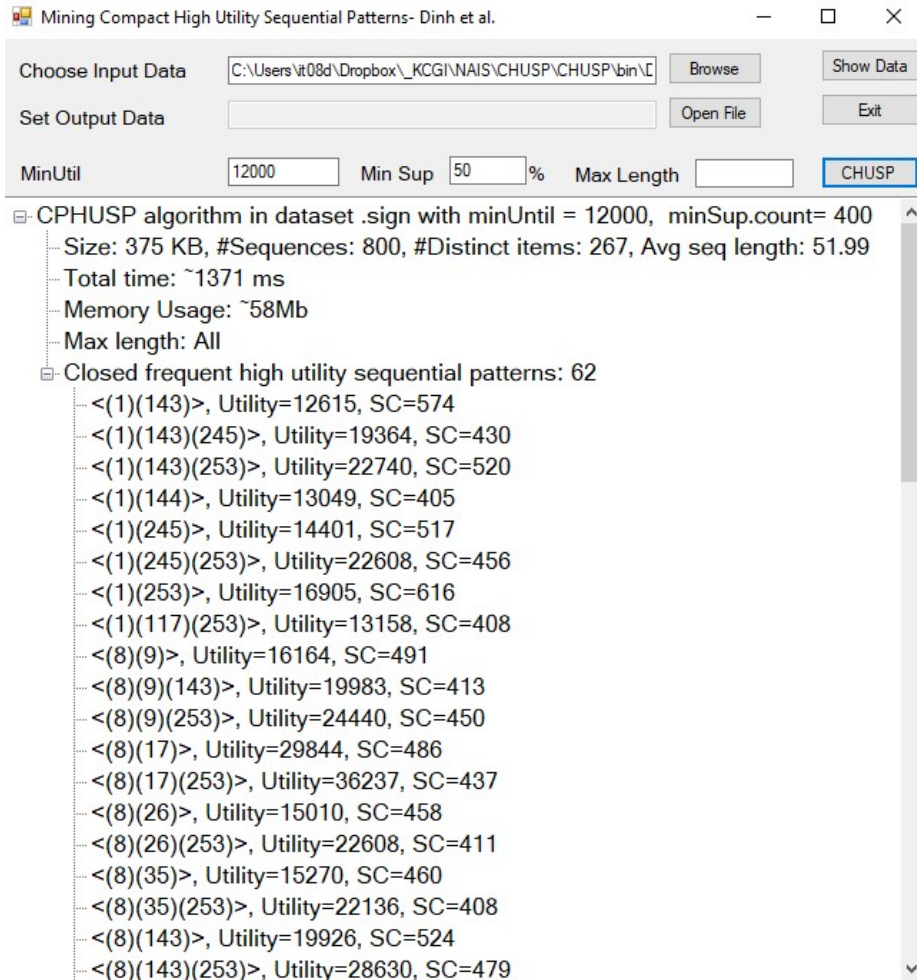 Mining Compact High Utility Sequential Patterns- Dinh et al.
Choose Input Data C:\Users\it08d\Dropbox\_KCGI\NAIS\CHUSP\CHUSP\bin\D Browse Show Data
Set Output Data Open File Exit
MinUtil 12000 Min Sup 50 % Max Length CHUSP
CPHUSP algorithm in dataset .sign with minUntil = 12000, minSup.count= 400
Size: 375 KB, #Sequences: 800, #Distinct items: 267, Avg seq length: 51.99
Total time: ~1371 ms
Memory Usage: ~58Mb
Max length: All
Closed frequent high utility sequential patterns: 62
<(1)(143)>, Utility=12615, SC=574
<(1)(143)(245)>, Utility=19364, SC=430
<(1)(143)(253)>, Utility=22740, SC=520
<(1)(144)>, Utility=13049, SC=405
<(1)(245)>, Utility=14401, SC=517
<(1)(245)(253)>, Utility=22608, SC=456
<(1)(253)>, Utility=16905, SC=616
<(1)(117)(253)>, Utility=13158, SC=408
<(8)(9)>, Utility=16164, SC=491
<(8)(9)(143)>, Utility=19983, SC=413
<(8)(9)(253)>, Utility=24440, SC=450
<(8)(17)>, Utility=29844, SC=486
<(8)(17)(253)>, Utility=36237, SC=437
<(8)(26)>, Utility=15010, SC=458
<(8)(26)(253)>, Utility=22608, SC=411
<(8)(35)>, Utility=15270, SC=460
<(8)(35)(253)>, Utility=22136, SC=408
<(8)(143)>, Utility=19926, SC=524
<(8)(143)(253)>, Utility=28630, SC=479